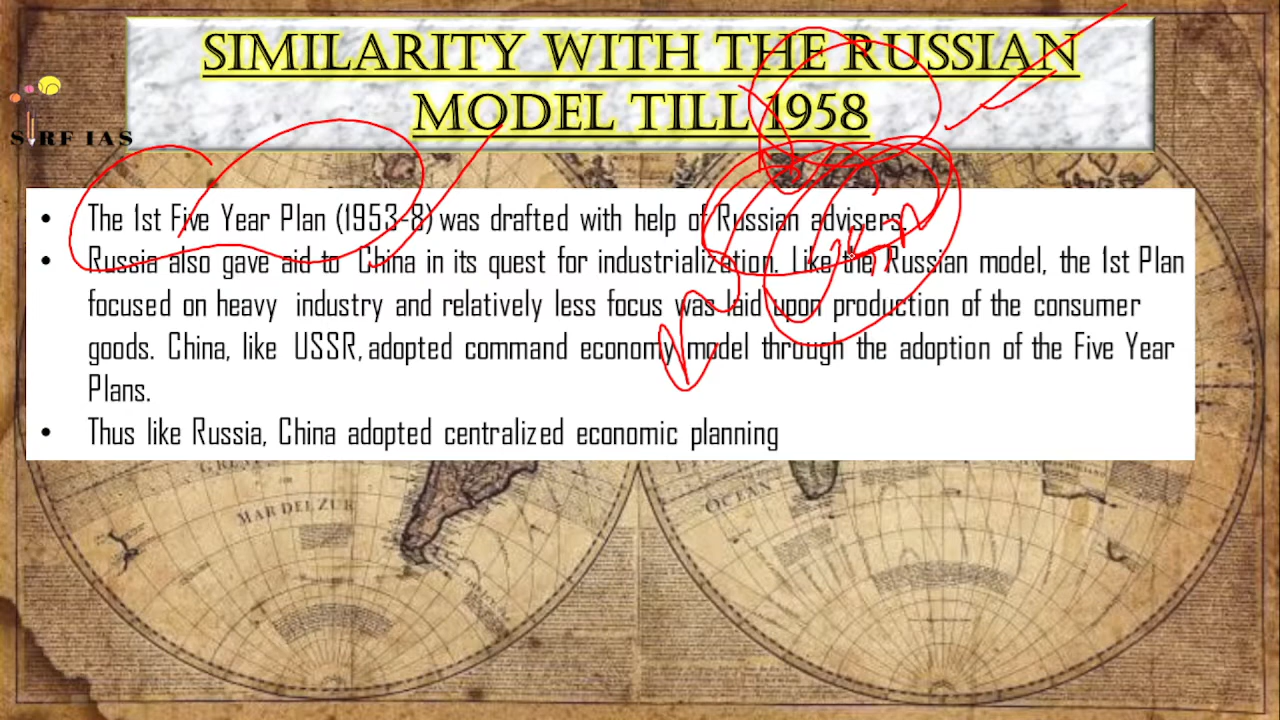 SIMILARITY WITH THE RUSSIAN
MODEL TILL 1958
SIRF IAS
• The 1st Five Year Plan (1953-8) was drafted with help of Russian advisers.
• Russia also gave aid to China in its quest for industrialization. Like the Russian model, the 1st Plan
focused on heavy industry and relatively less focus was laid upon production of the consumer
goods. China, like USSR, adopted command economy model through the adoption of the Five Year
Plans.
• Thus like Russia, China adopted centralized economic planning
MAR DEL ZUR
OCEAN